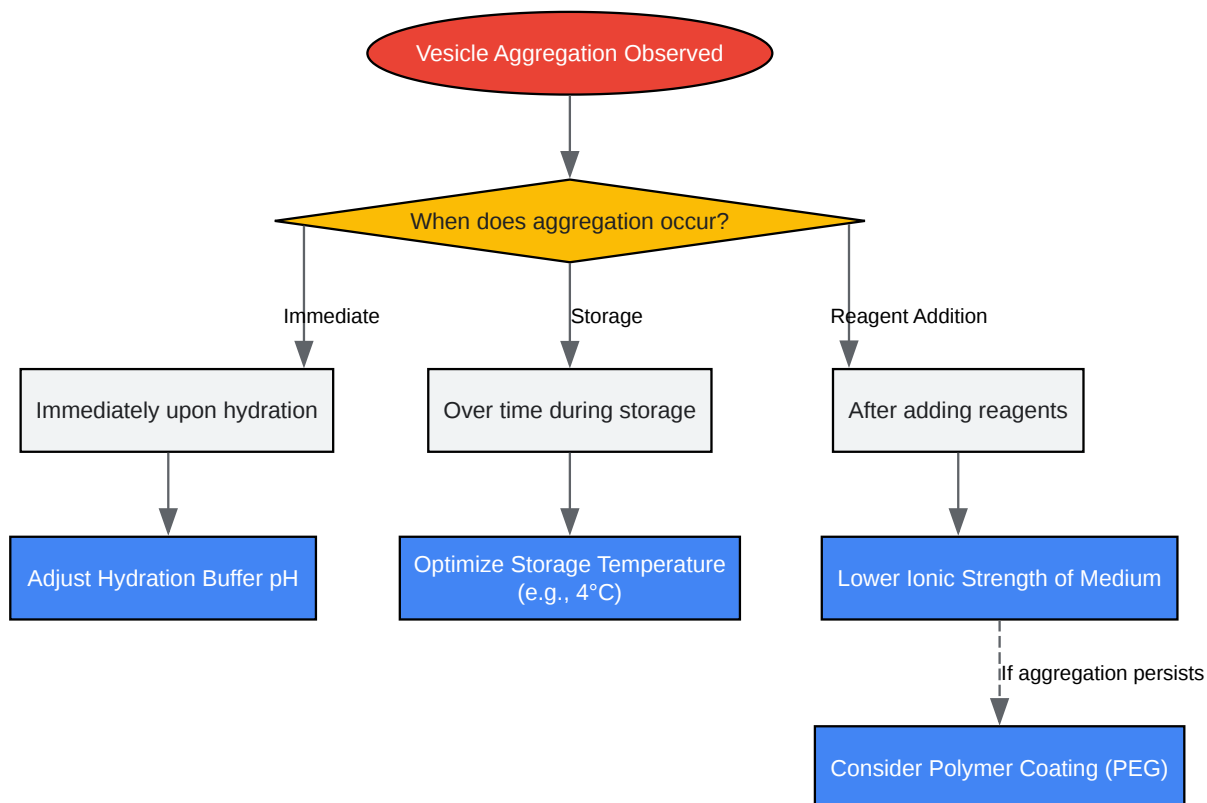 Vesicle Aggregation Observed
When does aggregation occur?
Immediate
Storage
Reagent Addition
Immediately upon hydration
Over time during storage
After adding reagents
Adjust Hydration Buffer pH
Optimize Storage Temperature
(e.g., 4°C)
Lower Ionic Strength of Medium
If aggregation persists
Consider Polymer Coating (PEG)